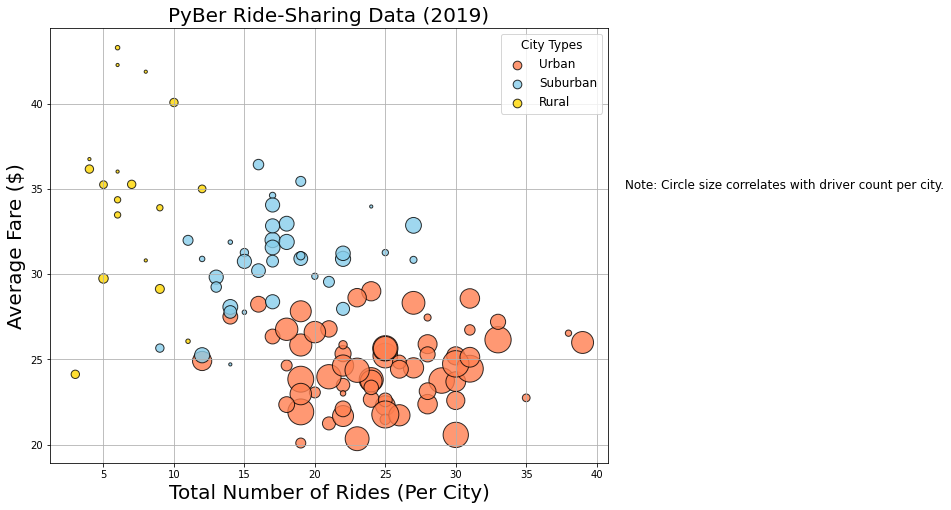 PyBer Ride-Sharing Data (2019)
City Types
Urban
Suburban
Rural
40
35
30
25
20
Average Fare ($)
Note: Circle size correlates with driver count per city.
5 10 15 20 25 30 35 40
Total Number of Rides (Per City)